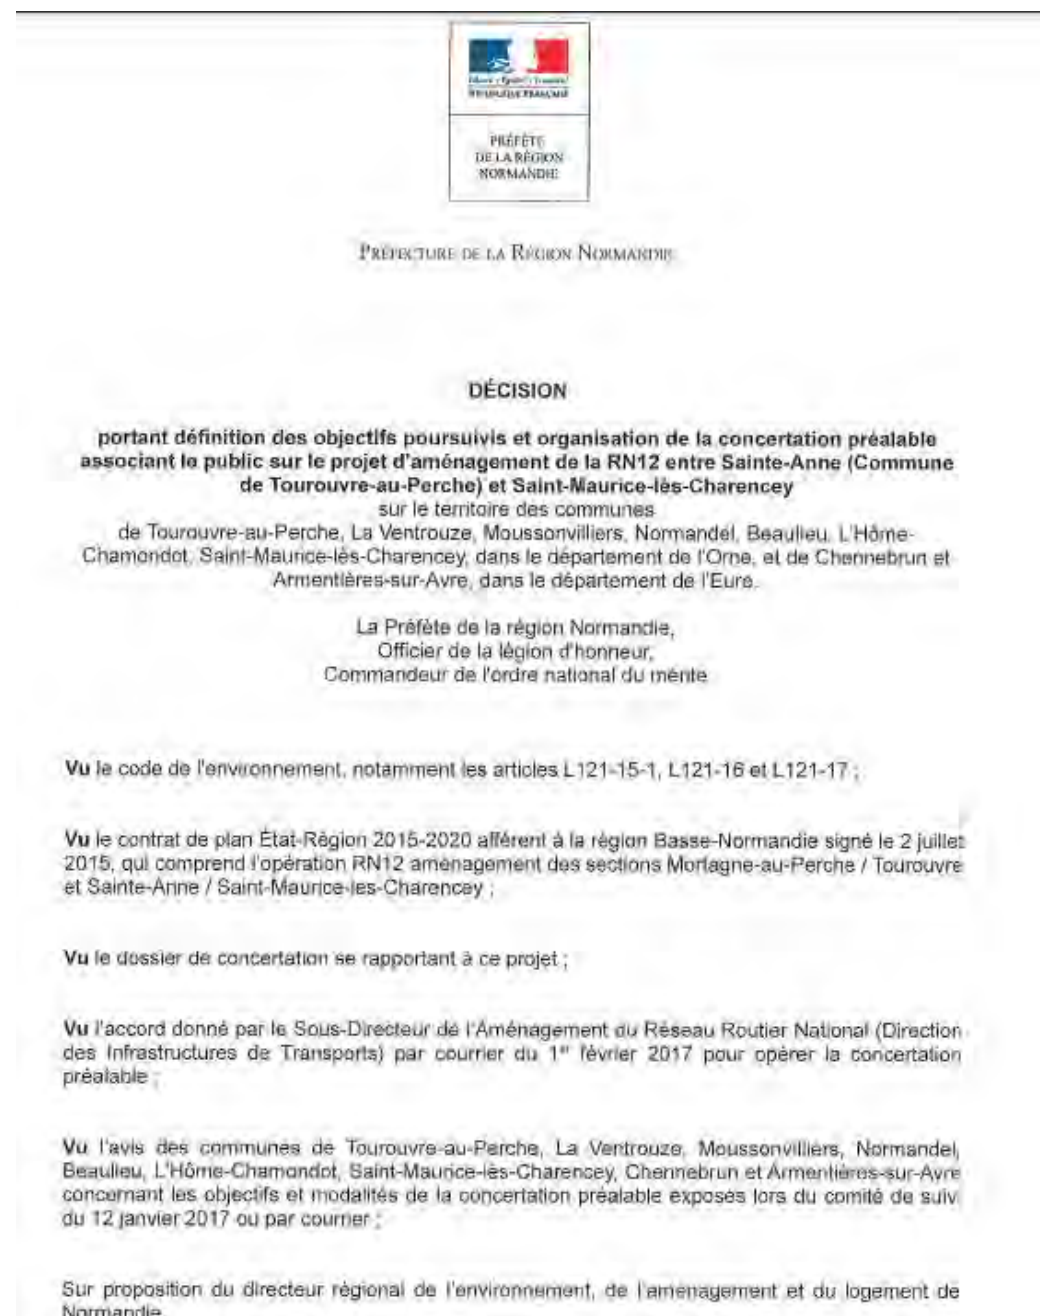 Liberté • Égalité • Fraternité
RÉPUBLIQUE FRANÇAISE
PRÉFÈTE
DE LA RÉGION
NORMANDIE
PRÉFECTURE DE LA RÉGION NORMANDIE
DÉCISION
portant définition des objectifs poursuivis et organisation de la concertation préalable
associant le public sur le projet d'aménagement de la RN12 entre Sainte-Anne (Commune
de Tourouvre-au-Perche) et Saint-Maurice-lès-Charencey
sur le territoire des communes
de Tourouvre-au-Perche, La Ventrouze, Moussonvilliers, Normandel, Beaulieu, L'Hôme-
Chamondot, Saint-Maurice-lès-Charencey, dans le département de l'Orne, et de Chennebrun et
Armentières-sur-Avre, dans le département de l'Eure.
La Préfète de la région Normandie,
Officier de la légion d'honneur,
Commandeur de l'ordre national du mérite
Vu le code de l'environnement, notamment les articles L121-15-1, L121-16 et L121-17 ;
Vu le contrat de plan État-Région 2015-2020 afférent à la région Basse-Normandie signé le 2 juillet
2015, qui comprend l'opération RN12 aménagement des sections Mortagne-au-Perche / Tourouvre
et Sainte-Anne / Saint-Maurice-les-Charencey ;
Vu le dossier de concertation se rapportant à ce projet ;
Vu l'accord donné par le Sous-Directeur de l'Aménagement du Réseau Routier National (Direction
des Infrastructures de Transports) par courrier du 1er février 2017 pour opérer la concertation
préalable ;
Vu l'avis des communes de Tourouvre-au-Perche, La Ventrouze, Moussonvilliers, Normandel,
Beaulieu, L'Hôme-Chamondot, Saint-Maurice-lès-Charencey, Chennebrun et Armentières-sur-Avre
concernant les objectifs et modalités de la concertation préalable exposés lors du comité de suivi
du 12 janvier 2017 ou par courrier ;
Sur proposition du directeur régional de l'environnement, de l'aménagement et du logement de
Normandie